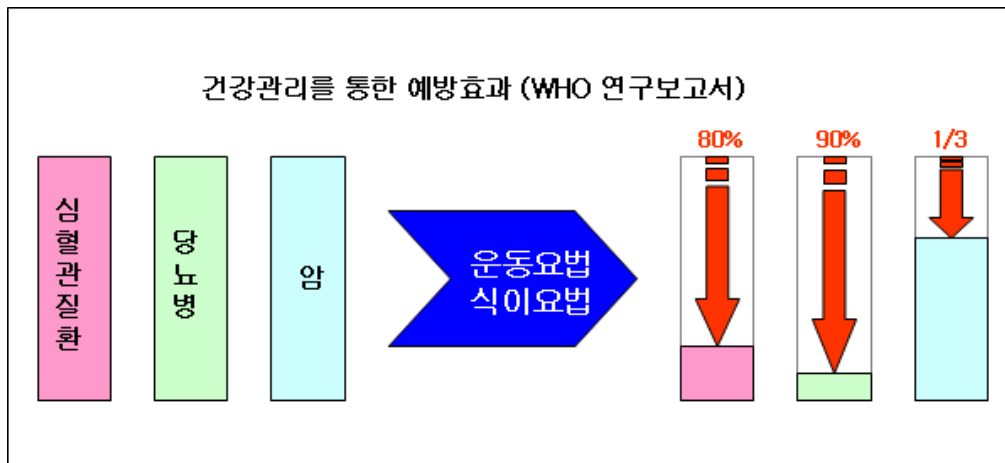 건강관리를 통한 예방효과 (WHO 연구보고서)
심혈관질환
당뇨병
암
운동요법
식이요법
80%
90%
1/3